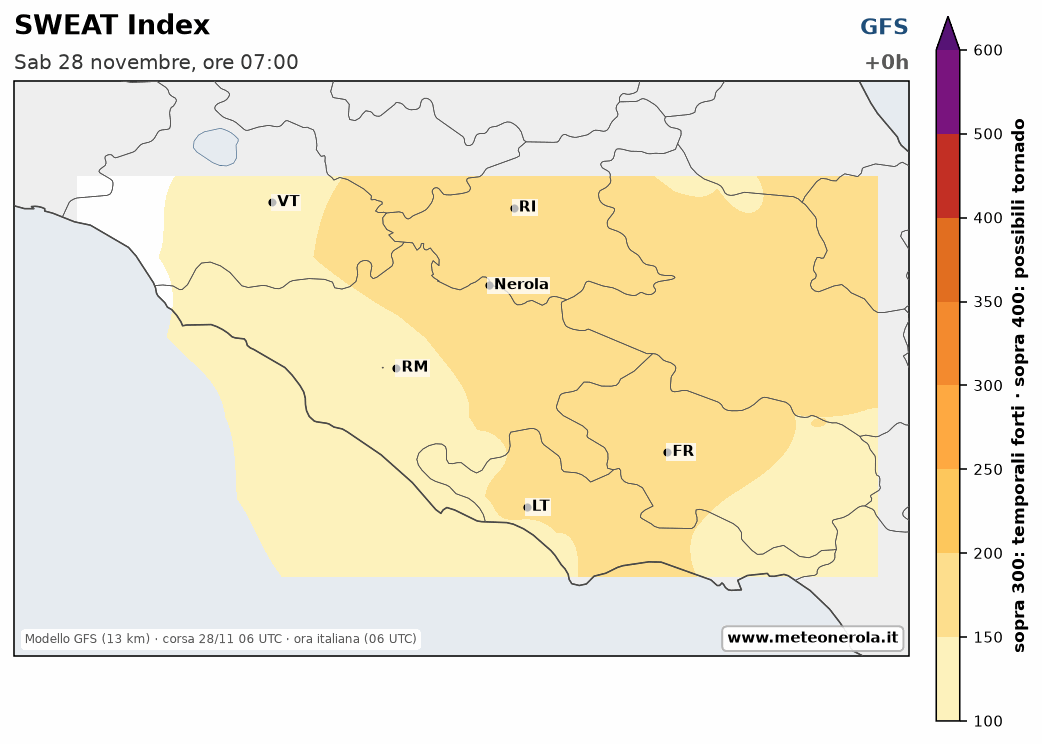 SWEAT Index
GFS
Sab 28 novembre, ore 07:00
+0h
VT
RI
Nerola
RM
FR
LT
Modello GFS (13 km) · corsa 28/11 06 UTC · ora italiana (06 UTC)
www.meteonerola.it
600
500
400
350
300
250
200
150
100
sopra 300: temporali forti · sopra 400: possibili tornado